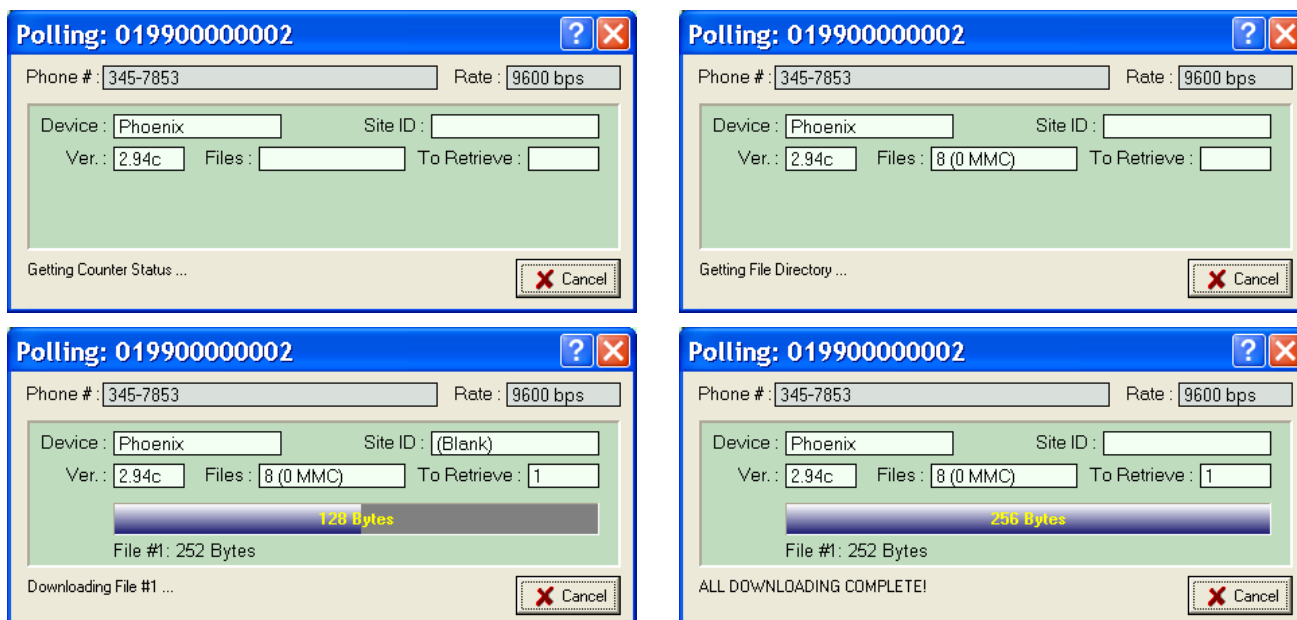 Polling: 019900000002
Phone # : 345-7853 Rate : 9600 bps
Device : Phoenix Site ID :
Ver. : 2.94c Files : To Retrieve :
Getting Counter Status ...
Cancel
Polling: 019900000002
Phone # : 345-7853 Rate : 9600 bps
Device : Phoenix Site ID :
Ver. : 2.94c Files : 8 (0 MMC) To Retrieve :
Getting File Directory ...
Cancel
Polling: 019900000002
Phone # : 345-7853 Rate : 9600 bps
Device : Phoenix Site ID : (Blank)
Ver. : 2.94c Files : 8 (0 MMC) To Retrieve : 1
128 Bytes
File #1: 252 Bytes
Downloading File #1 ...
Cancel
Polling: 019900000002
Phone # : 345-7853 Rate : 9600 bps
Device : Phoenix Site ID :
Ver. : 2.94c Files : 8 (0 MMC) To Retrieve : 1
256 Bytes
File #1: 252 Bytes
ALL DOWNLOADING COMPLETE!
Cancel